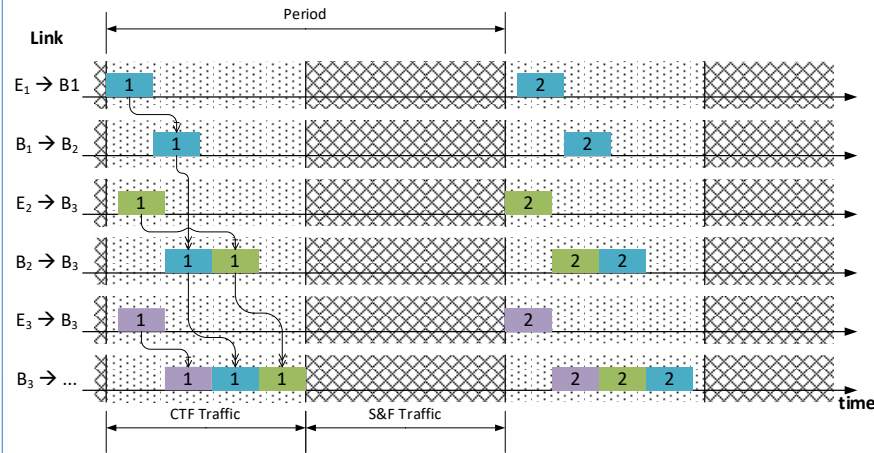 Period
Link
E1 → B1
1
2
B1 → B2
1
2
E2 → B3
1
2
B2 → B3
1 1
2 2
E3 → B3
1
2
B3 → ...
1 1 1
2 2 2
time
CTF Traffic
S&F Traffic